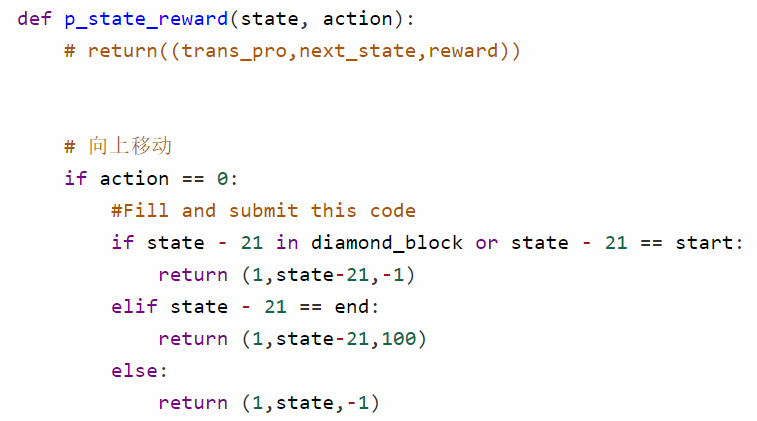 def p_state_reward(state, action):
    # return((trans_pro,next_state,reward))
    # 向上移动
    if action == 0:
        #Fill and submit this code
        if state - 21 in diamond_block or state - 21 == start:
            return (1,state-21,-1)
        elif state - 21 == end:
            return (1,state-21,100)
        else:
            return (1,state,-1)